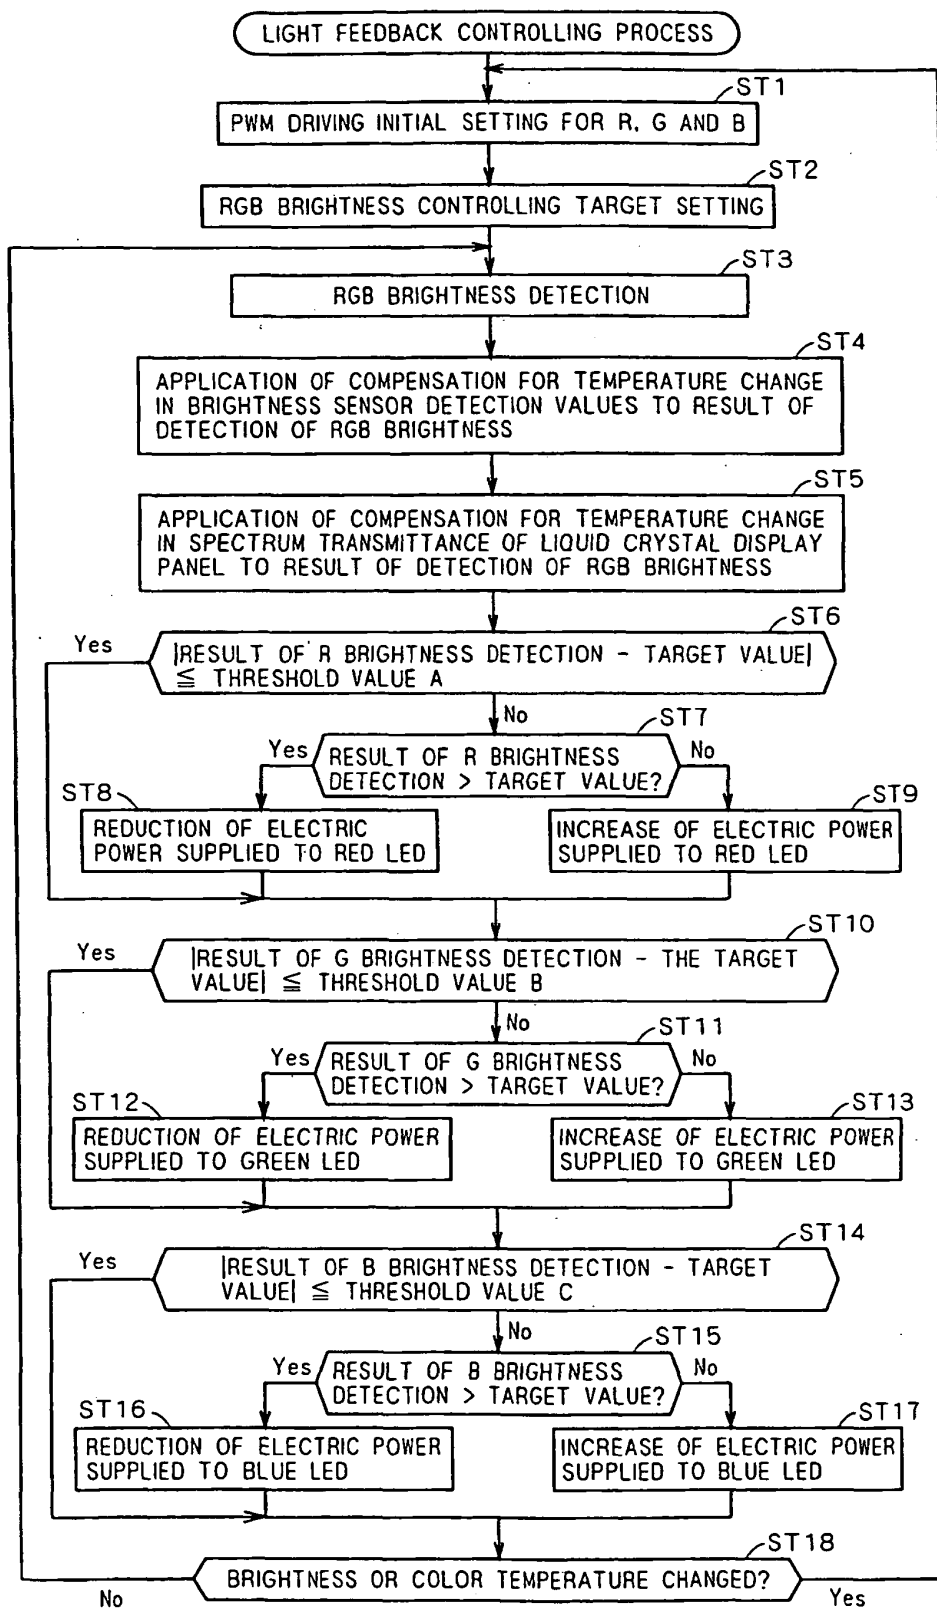 LIGHT FEEDBACK CONTROLLING PROCESS
ST1
PWM DRIVING INITIAL SETTING FOR R, G AND B
ST2
RGB BRIGHTNESS CONTROLLING TARGET SETTING
ST3
RGB BRIGHTNESS DETECTION
ST4
APPLICATION OF COMPENSATION FOR TEMPERATURE CHANGE
IN BRIGHTNESS SENSOR DETECTION VALUES TO RESULT OF
DETECTION OF RGB BRIGHTNESS
ST5
APPLICATION OF COMPENSATION FOR TEMPERATURE CHANGE
IN SPECTRUM TRANSMITTANCE OF LIQUID CRYSTAL DISPLAY
PANEL TO RESULT OF DETECTION OF RGB BRIGHTNESS
ST6
Yes
|RESULT OF R BRIGHTNESS DETECTION - TARGET VALUE|
≦ THRESHOLD VALUE A
No
ST7
Yes
RESULT OF R BRIGHTNESS
DETECTION > TARGET VALUE?
No
ST8
REDUCTION OF ELECTRIC
POWER SUPPLIED TO RED LED
ST9
INCREASE OF ELECTRIC POWER
SUPPLIED TO RED LED
ST10
Yes
|RESULT OF G BRIGHTNESS DETECTION - THE TARGET
VALUE| ≦ THRESHOLD VALUE B
No
ST11
Yes
RESULT OF G BRIGHTNESS
DETECTION > TARGET VALUE?
No
ST12
REDUCTION OF ELECTRIC POWER
SUPPLIED TO GREEN LED
ST13
INCREASE OF ELECTRIC POWER
SUPPLIED TO GREEN LED
ST14
Yes
|RESULT OF B BRIGHTNESS DETECTION - TARGET
VALUE| ≦ THRESHOLD VALUE C
No
ST15
Yes
RESULT OF B BRIGHTNESS
DETECTION > TARGET VALUE?
No
ST16
REDUCTION OF ELECTRIC POWER
SUPPLIED TO BLUE LED
ST17
INCREASE OF ELECTRIC POWER
SUPPLIED TO BLUE LED
ST18
BRIGHTNESS OR COLOR TEMPERATURE CHANGED?
No
Yes